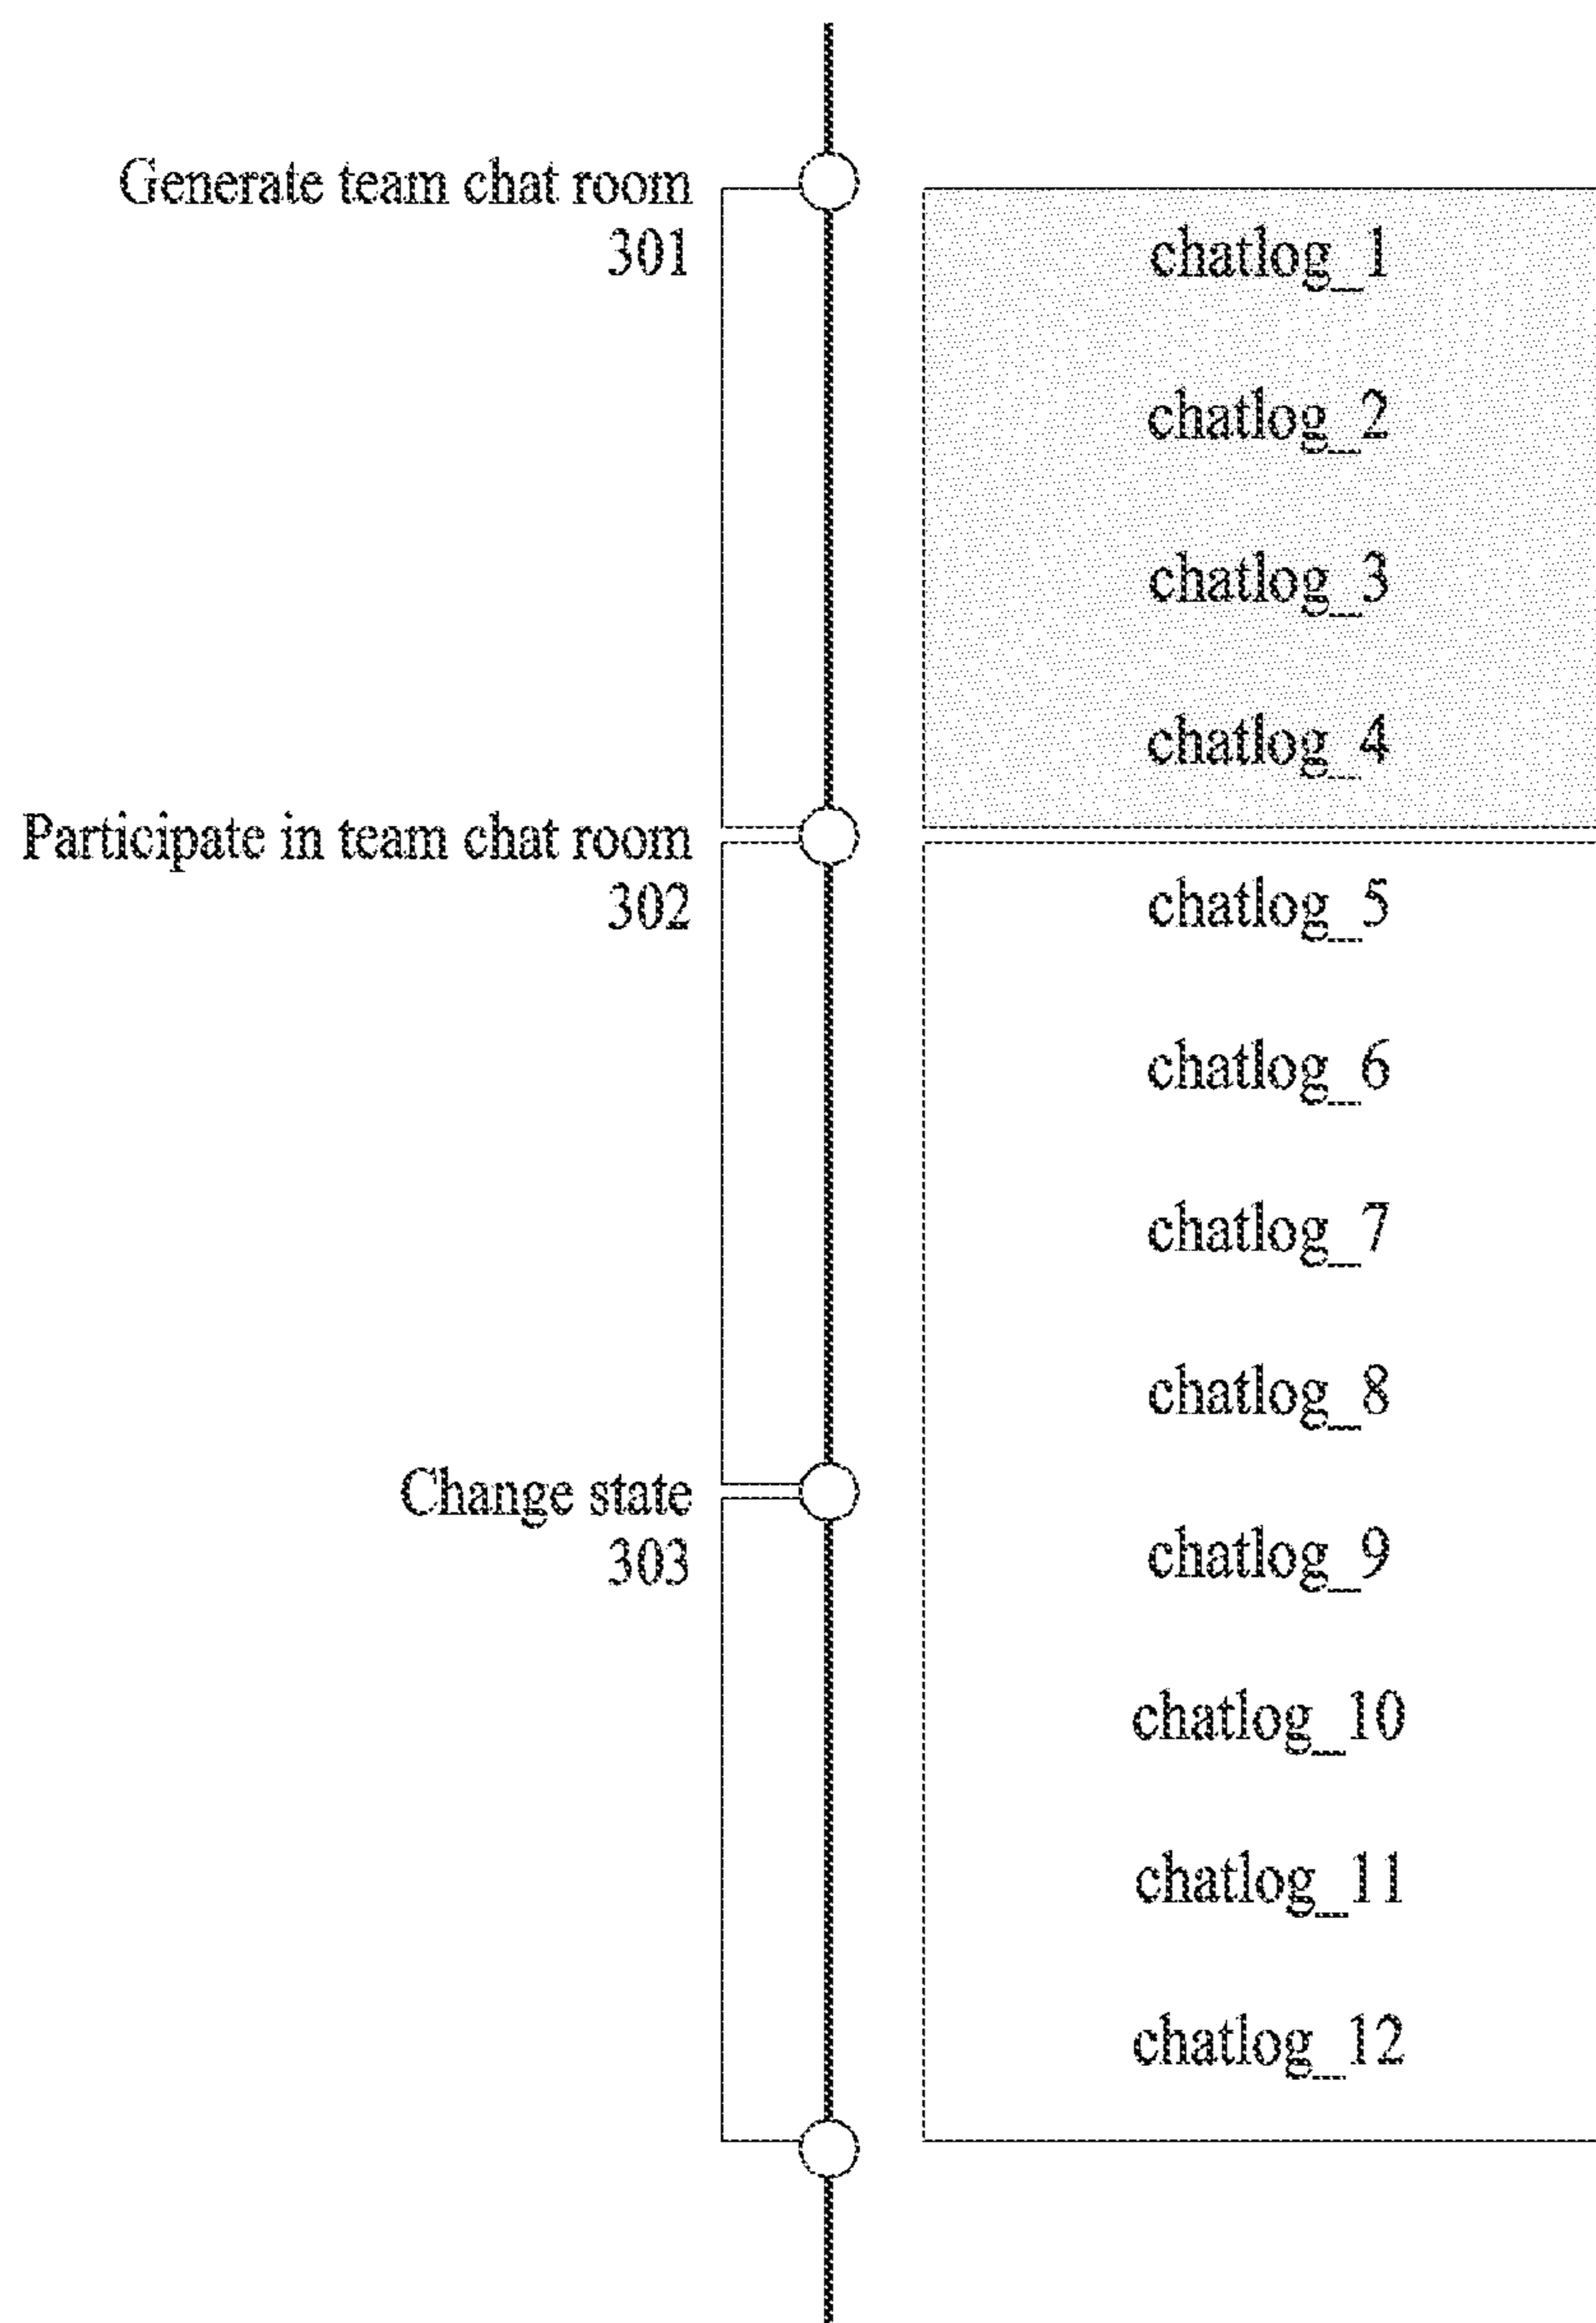 Generate team chat room
301
chatlog_1
chatlog_2
chatlog_3
chatlog_4
Participate in team chat room
302
chatlog_5
chatlog_6
chatlog_7
chatlog_8
Change state
303
chatlog_9
chatlog_10
chatlog_11
chatlog_12